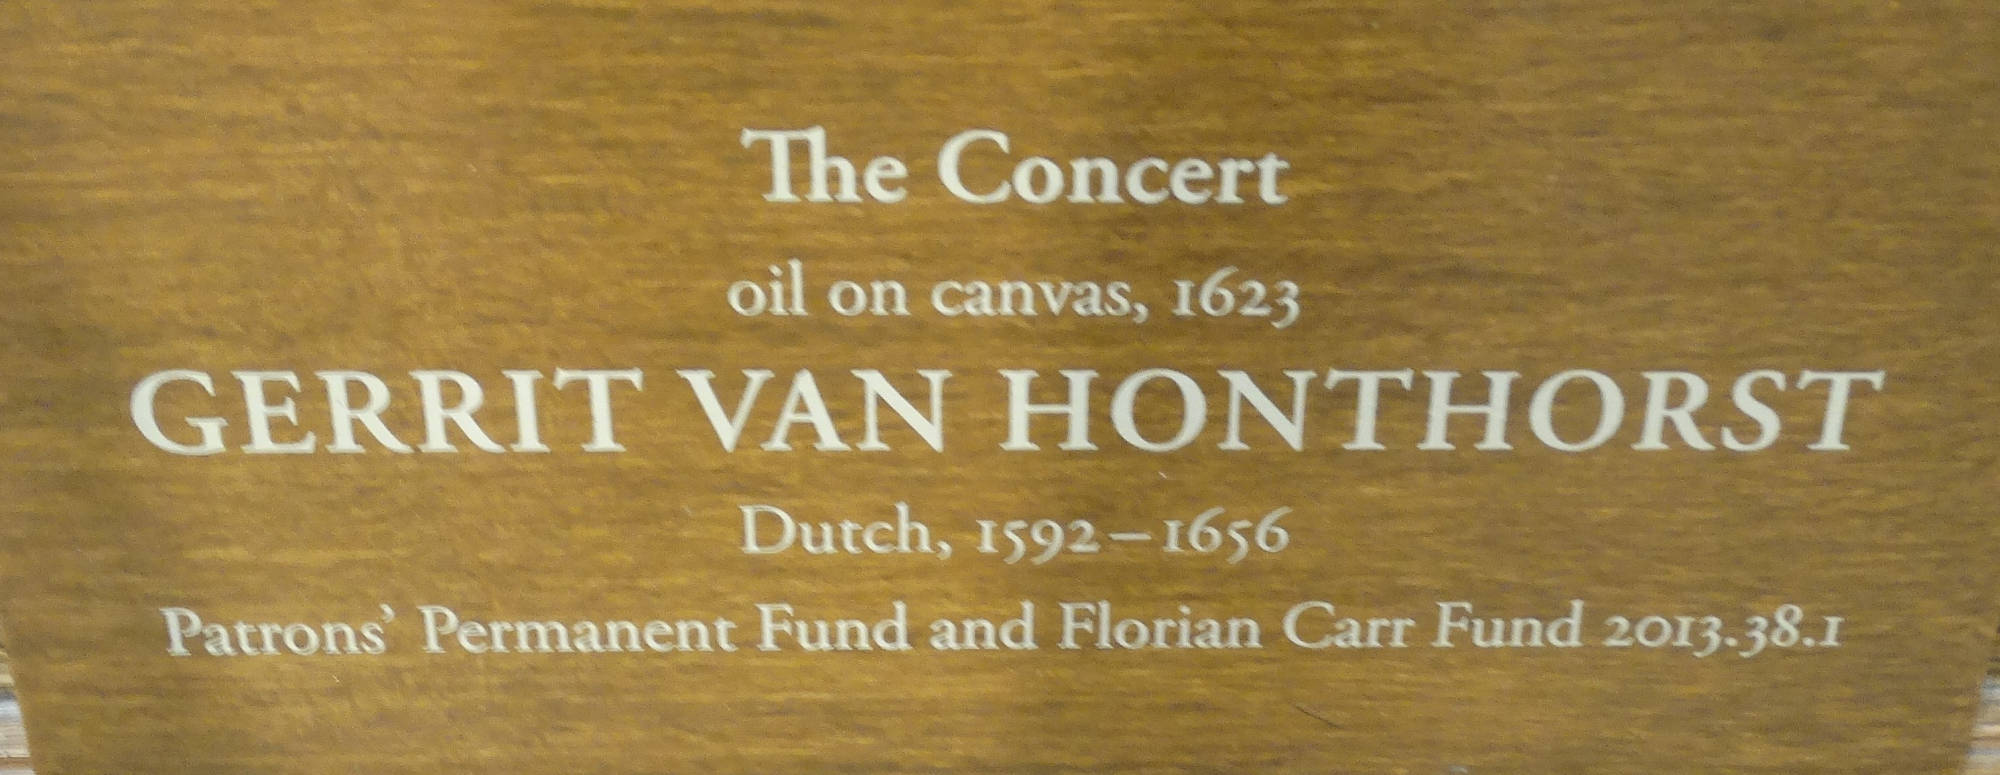 The Concert
oil on canvas, 1623
GERRIT VAN HONTHORST
Dutch, 1592–1656
Patrons’ Permanent Fund and Florian Carr Fund 2013.38.1